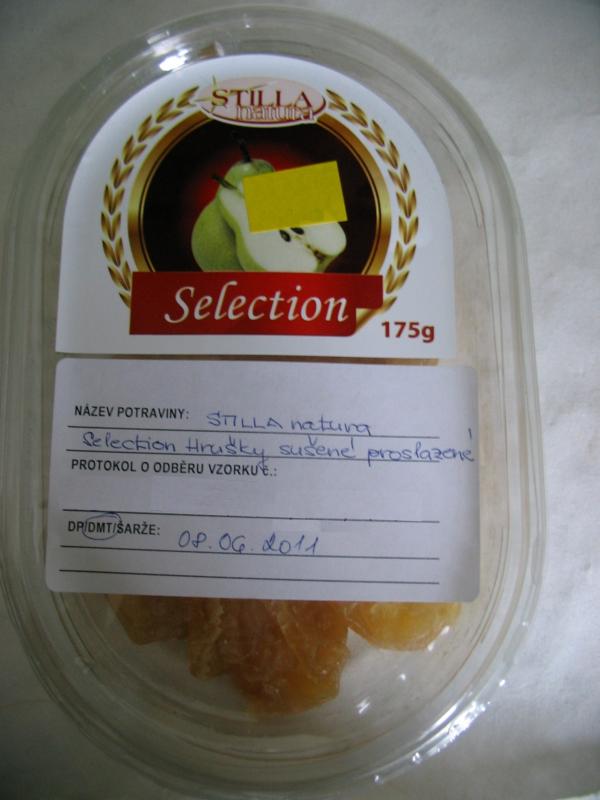 STILLA
natura
Selection
175g
NÁZEV POTRAVINY: STILLA natura
Selection Hrušky sušené proslazené
PROTOKOL O ODBĚRU VZORKU č.:
DP/DMT/ŠARŽE: 08.06.2011